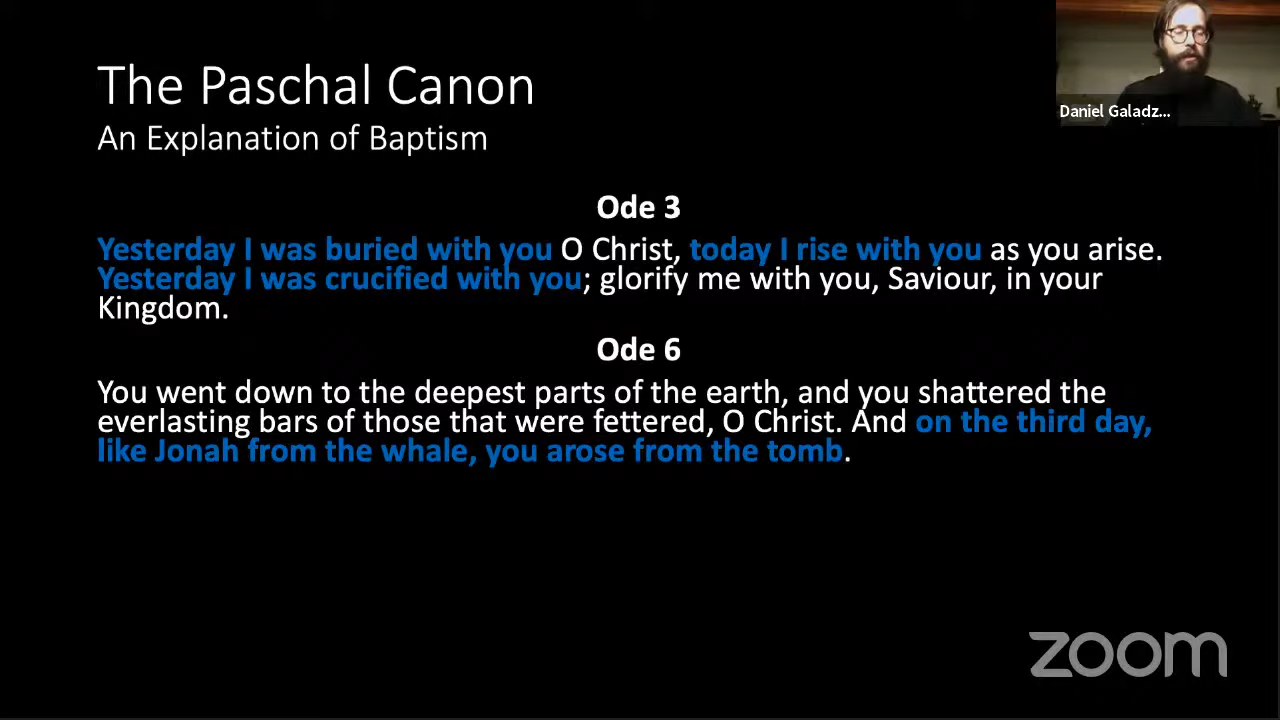 The Paschal Canon
An Explanation of Baptism
Daniel Galadz...
Ode 3
Yesterday I was buried with you O Christ, today I rise with you as you arise.
Yesterday I was crucified with you; glorify me with you, Saviour, in your
Kingdom.
Ode 6
You went down to the deepest parts of the earth, and you shattered the
everlasting bars of those that were fettered, O Christ. And on the third day,
like Jonah from the whale, you arose from the tomb.
zoom